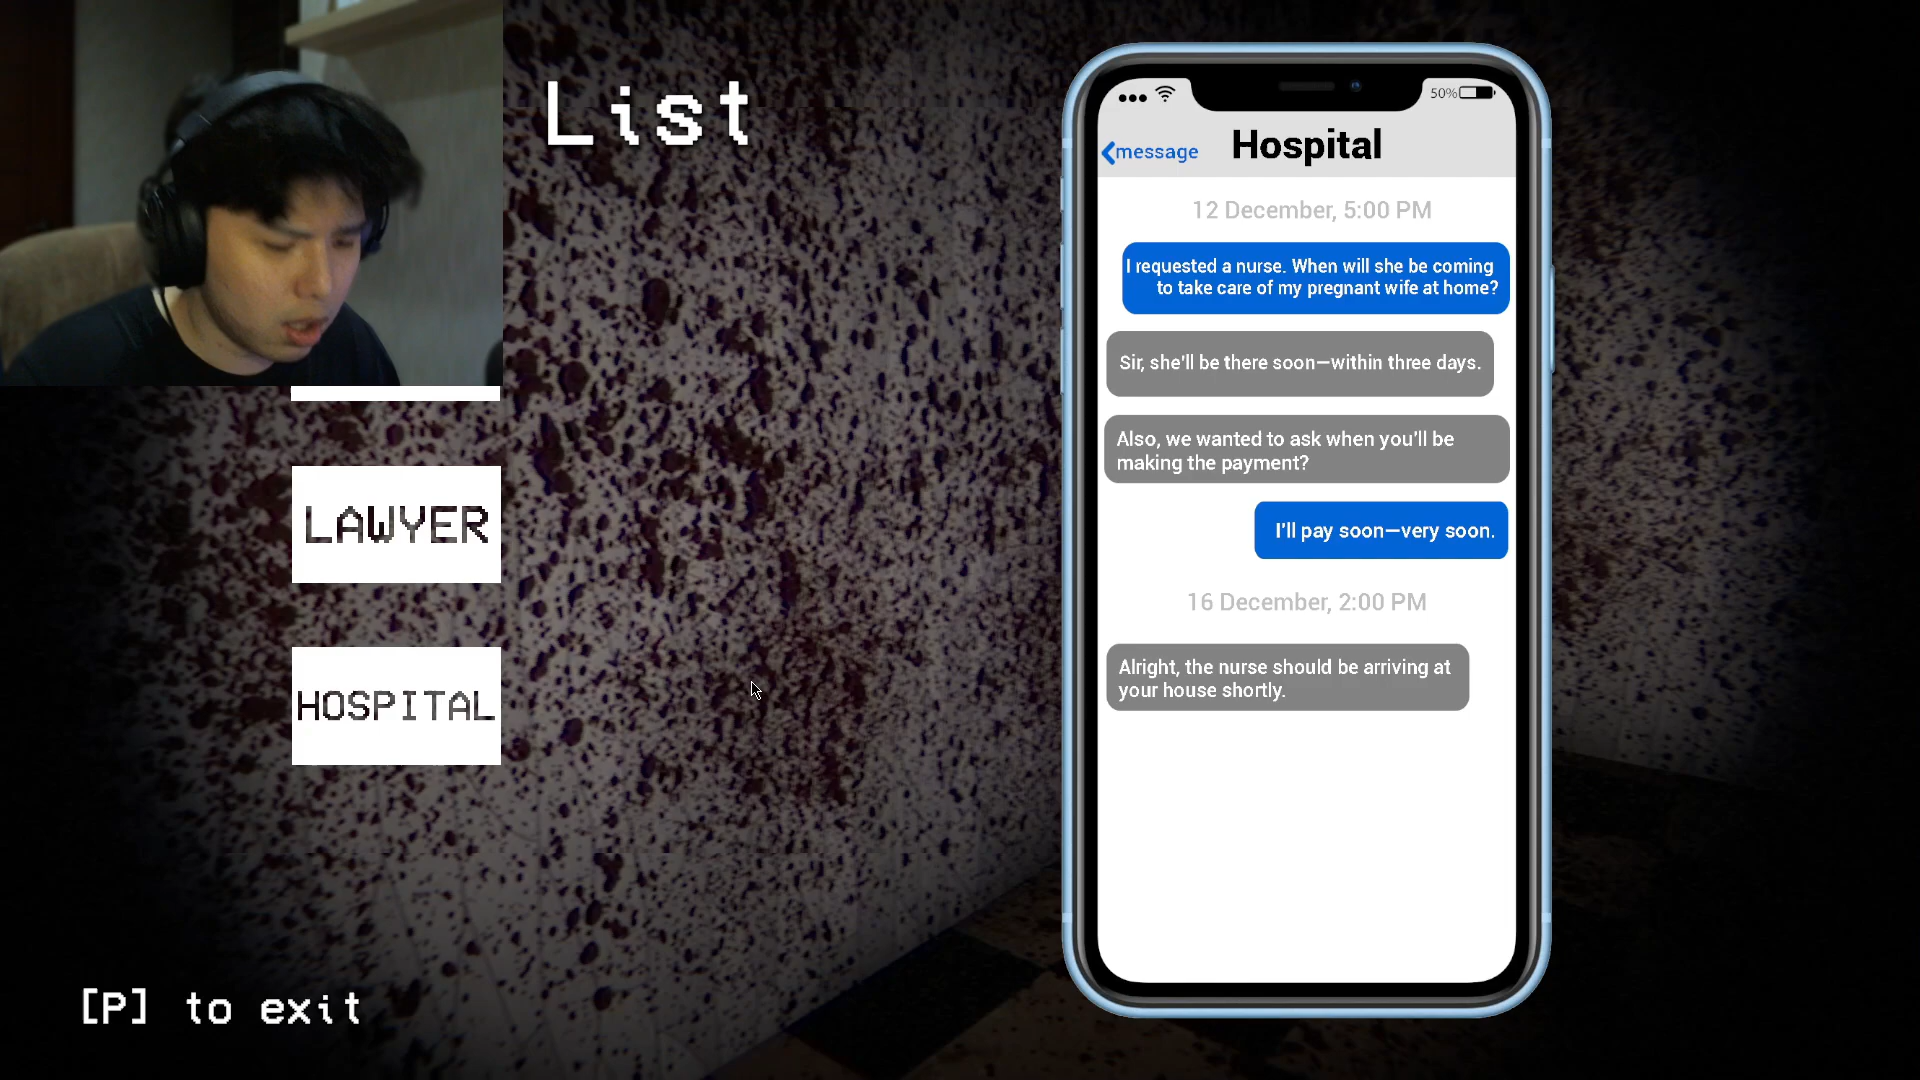 List
LAWYER
HOSPITAL
[P] to exit
50%
message
Hospital
12 December, 5:00 PM
I requested a nurse. When will she be coming
to take care of my pregnant wife at home?
Sir, she'll be there soon—within three days.
Also, we wanted to ask when you'll be
making the payment?
I'll pay soon—very soon.
16 December, 2:00 PM
Alright, the nurse should be arriving at
your house shortly.